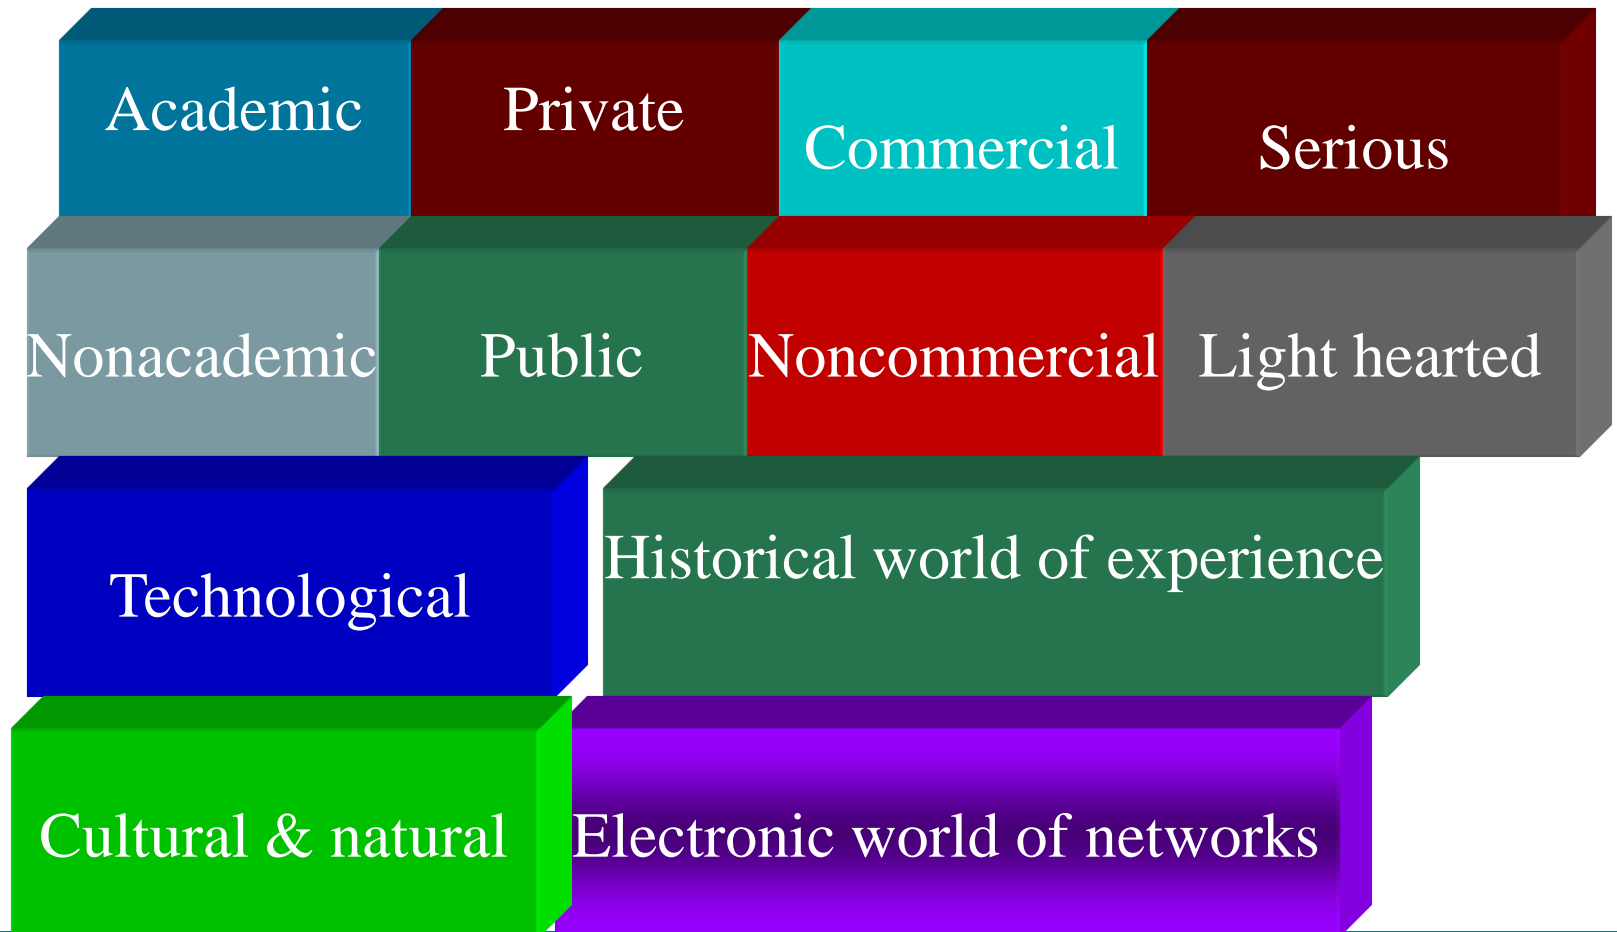 Academic
Private
Commercial
Serious
Nonacademic
Public
Noncommercial
Light hearted
Technological
Historical world of experience
Cultural & natural
Electronic world of networks